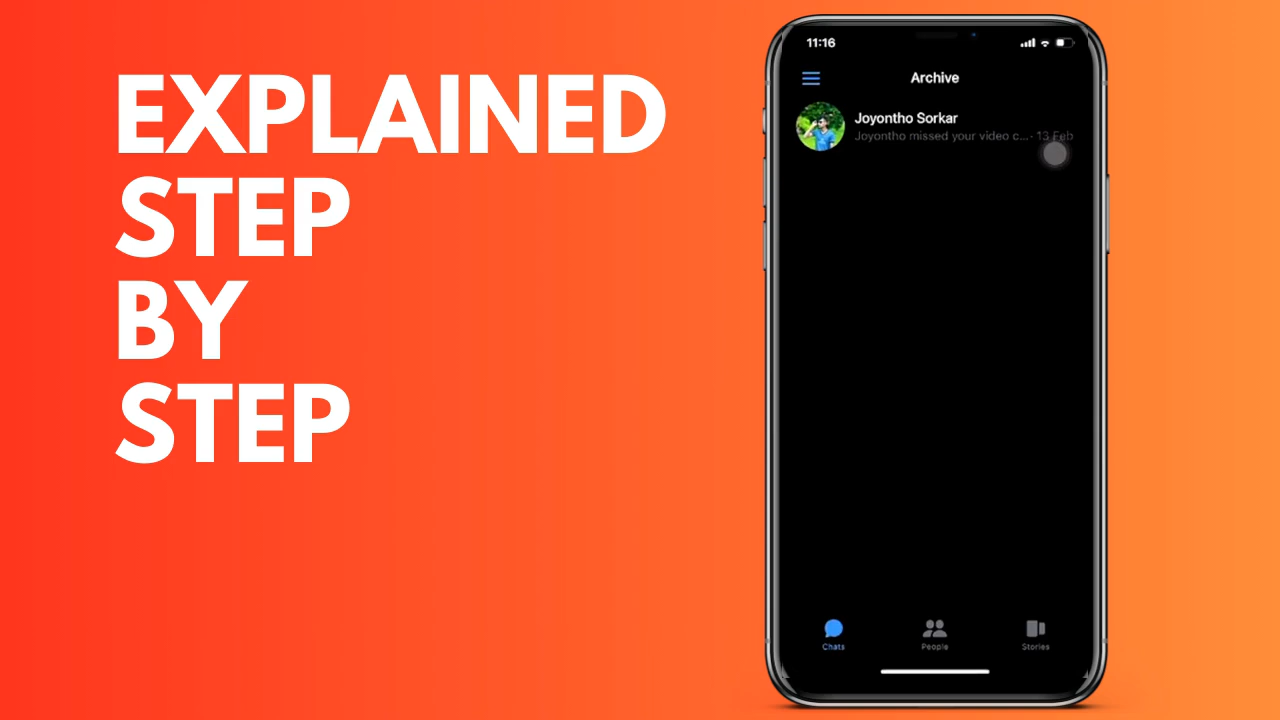 EXPLAINED
STEP
BY
STEP
11:16
Archive
Joyontho Sorkar
Joyontho missed your video c... · 13 Feb
Chats
People
Stories